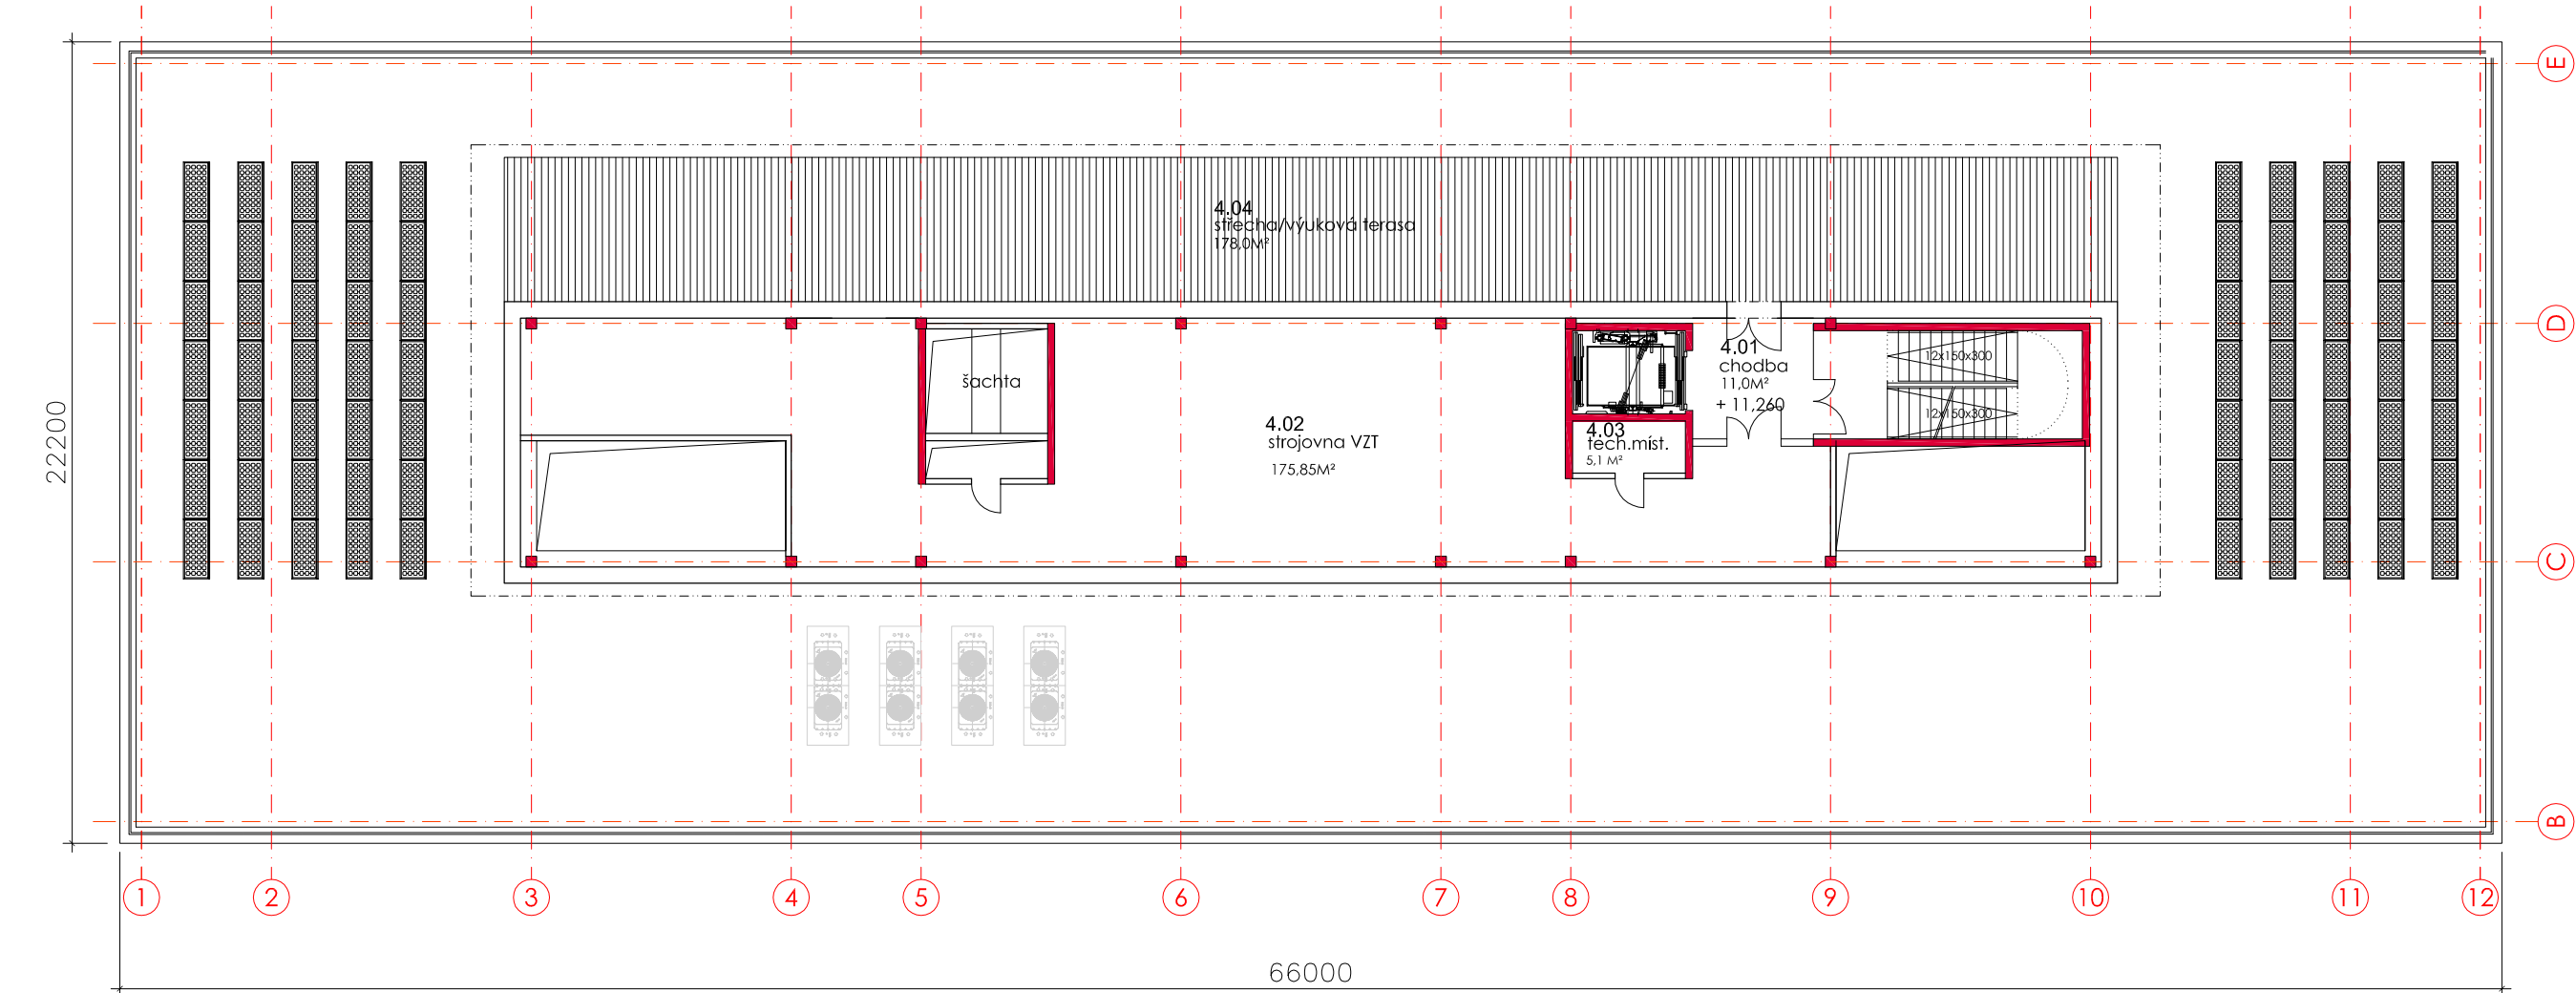 E
4.04
střecha/výuková terasa
178,0M²
D
4.01
chodba
11,0M²
+ 11,260
12x150x300
12x150x300
šachta
4.02
strojovna VZT
175,85M²
4.03
tech.míst.
5,1 M²
22200
C
B
1
2
3
4
5
6
7
8
9
10
11
12
66000